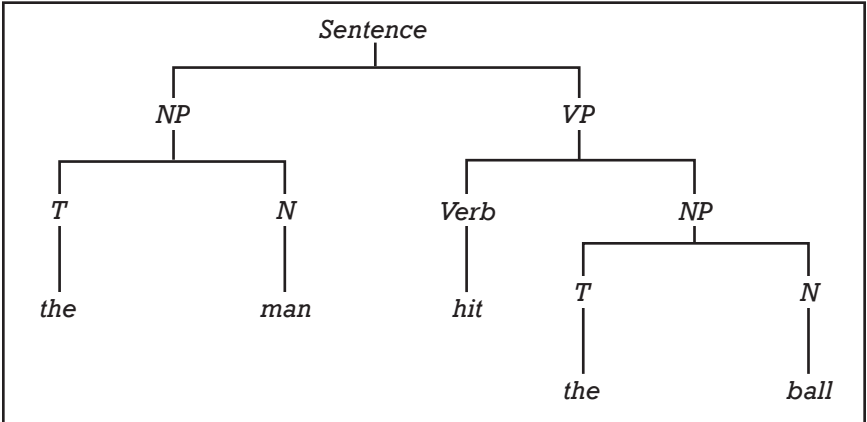 Sentence
NP VP
T N Verb NP
the man hit T N
the ball